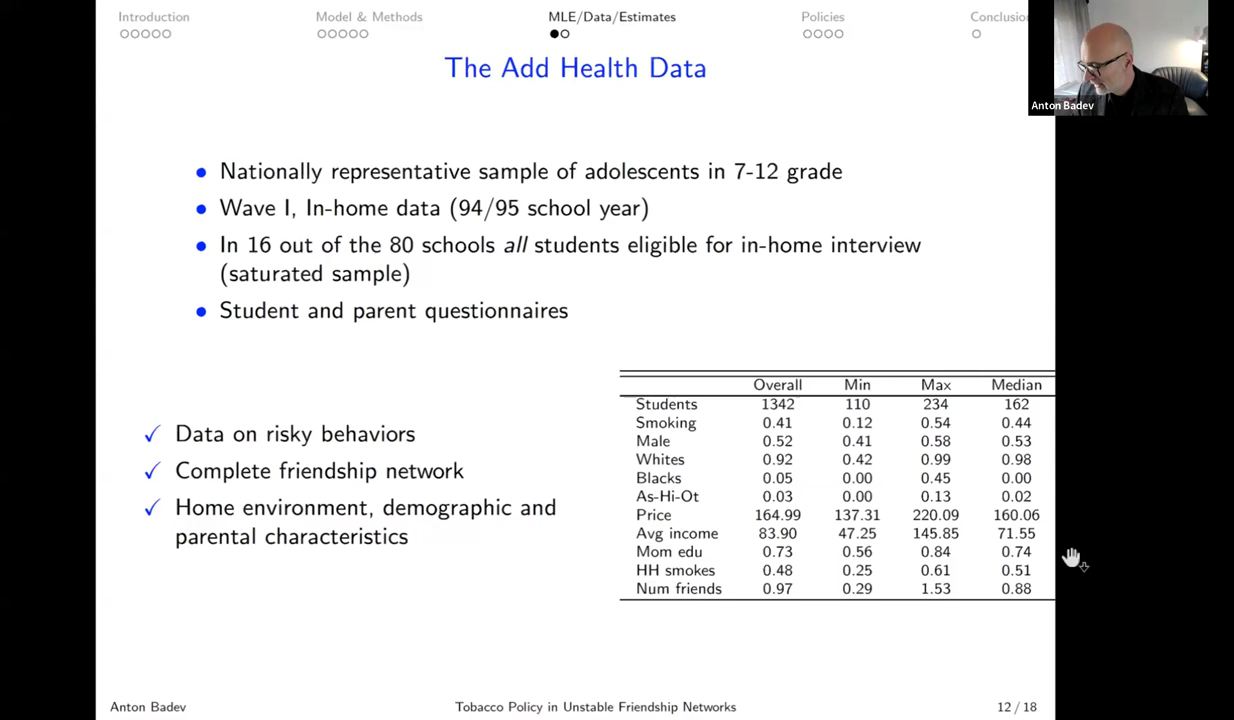 Introduction Model & Methods MLE/Data/Estimates Policies Conclusion
The Add Health Data
Anton Badev
Nationally representative sample of adolescents in 7-12 grade
Wave I, In-home data (94/95 school year)
In 16 out of the 80 schools all students eligible for in-home interview
(saturated sample)
Student and parent questionnaires
✓ Data on risky behaviors
✓ Complete friendship network
✓ Home environment, demographic and
parental characteristics
Overall Min Max Median
Students 1342 110 234 162
Smoking 0.41 0.12 0.54 0.44
Male 0.52 0.41 0.58 0.53
Whites 0.92 0.42 0.99 0.98
Blacks 0.05 0.00 0.45 0.00
As-Hi-Ot 0.03 0.00 0.13 0.02
Price 164.99 137.31 220.09 160.06
Avg income 83.90 47.25 145.85 71.55
Mom edu 0.73 0.56 0.84 0.74
HH smokes 0.48 0.25 0.61 0.51
Num friends 0.97 0.29 1.53 0.88
Anton Badev Tobacco Policy in Unstable Friendship Networks 12 / 18